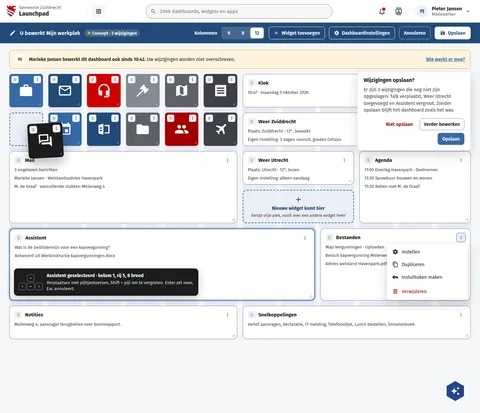 Gemeente Zuiddrecht
Launchpad
Zoek dashboards, widgets en apps
Pieter Jansen
Medewerker
U bewerkt Mijn werkplek
Concept · 3 wijzigingen
Kolommen
6
8
12
+ Widget toevoegen
Dashboardinstellingen
Annuleren
Opslaan
Marieke Jansen bewerkt dit dashboard ook sinds 10:42. Uw wijzigingen worden niet overschreven.
Wie werkt er mee?
Klok
10:47 · maandag 5 oktober 2026
Wijzigingen opslaan?
Er zijn 3 wijzigingen die nog niet zijn
opgeslagen: Talk verplaatst, Weer Utrecht
toegevoegd en Assistent vergroot. Zonder
opslaan blijft het dashboard zoals het was.
Niet opslaan
Verder bewerken
Opslaan
Weer Zuiddrecht
Plaats: Zuiddrecht · 13°, bewolkt
Eigen instelling: 3 dagen vooruit, graden Celsius
Mail
3 ongelezen berichten
Marieke Jansen - Welstandsadvies Havenpark
M. de Graaf - aanvullende stukken Molenweg 4
Weer Utrecht
Plaats: Utrecht · 12°, buien
Eigen instelling: alleen vandaag
Agenda
11:00 Overleg Havenpark - Deelnemen
13:00 Spreekuur bouwen en wonen
15:30 Bellen met M. de Graaf
Nieuwe widget komt hier
Gestreepte plek, nooit over een andere widget heen
Assistent
Wat is de beslistermijn voor een kapvergunning?
Antwoord uit Werkinstructie kapvergunningen.docx
Assistent geselecteerd · kolom 1, rij 5, 8 breed
Verplaatsen met pijltjestoetsen, Shift + pijl om te vergroten. Enter zet neer,
Esc annuleert.
Bestanden
Map Vergunningen · Uploaden
Besluit kapvergunning Molenwe
Advies welstand Havenpark.pdf
Instellen
Dupliceren
Insluittoken maken
Verwijderen
Notities
Molenweg 4: aanvrager terugbellen over boomrapport.
Snelkoppelingen
Verlof aanvragen, Declaratie, IT-melding, Telefoonlijst, Lunch bestellen, Smoelenboek